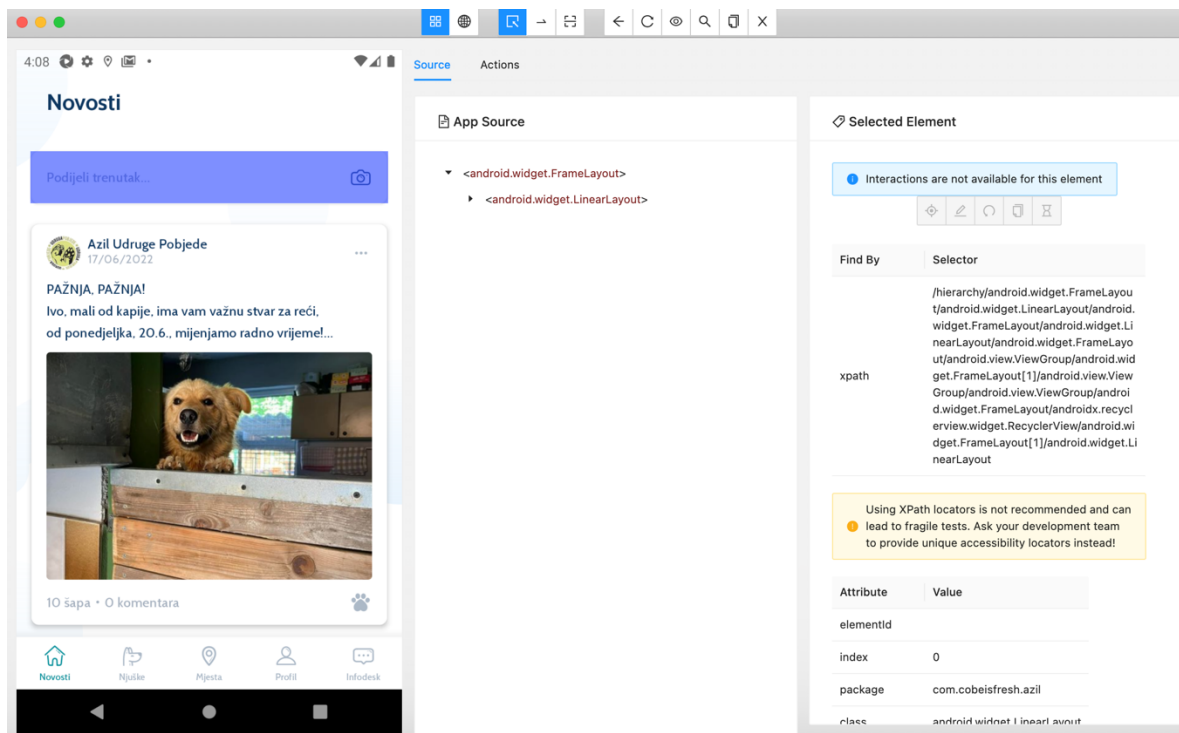 4:08
Novosti
Podijeli trenutak...
Azil Udruge Pobjede
17/06/2022
PAŽNJA, PAŽNJA!
Ivo, mali od kapije, ima vam važnu stvar za reći,
od ponedjeljka, 20.6., mijenjamo radno vrijeme!...
10 šapa • 0 komentara
Novosti Njuške Mjesta Profil Infodesk
Source Actions
App Source
<android.widget.FrameLayout>
<android.widget.LinearLayout>
Selected Element
Interactions are not available for this element
Find By Selector
xpath
/hierarchy/android.widget.FrameLayou
t/android.widget.LinearLayout/android.
widget.FrameLayout/android.widget.Li
nearLayout/android.widget.FrameLayo
ut/android.view.ViewGroup/android.wid
get.FrameLayout[1]/android.view.View
Group/android.view.ViewGroup/androi
d.widget.FrameLayout/androidx.recycl
erview.widget.RecyclerView/android.wi
dget.FrameLayout[1]/android.widget.Li
nearLayout
Using XPath locators is not recommended and can
lead to fragile tests. Ask your development team
to provide unique accessibility locators instead!
Attribute Value
elementId
index 0
package com.cobeisfresh.azil
class android.widget.LinearLayout